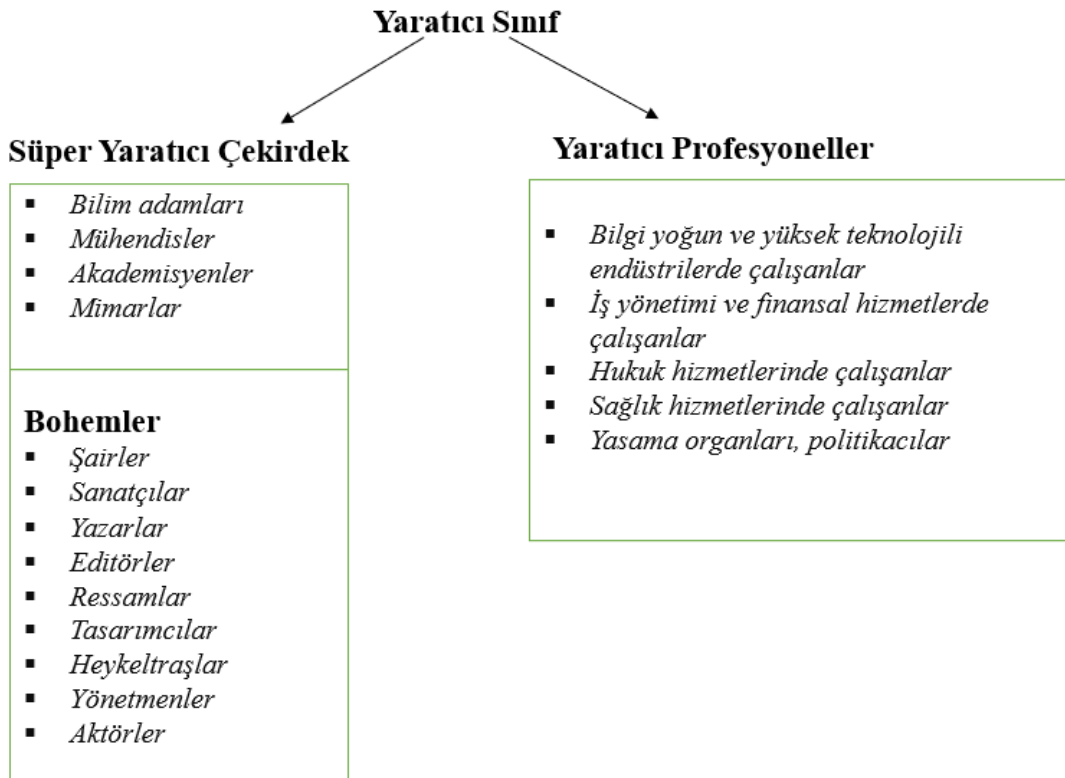 Yaratıcı Sınıf
Süper Yaratıcı Çekirdek
▪ Bilim adamları
▪ Mühendisler
▪ Akademisyenler
▪ Mimarlar
Bohemler
▪ Şairler
▪ Sanatçılar
▪ Yazarlar
▪ Editörler
▪ Ressamlar
▪ Tasarımcılar
▪ Heykeltraşlar
▪ Yönetmenler
▪ Aktörler
Yaratıcı Profesyoneller
▪ Bilgi yoğun ve yüksek teknolojili
endüstrilerde çalışanlar
▪ İş yönetimi ve finansal hizmetlerde
çalışanlar
▪ Hukuk hizmetlerinde çalışanlar
▪ Sağlık hizmetlerinde çalışanlar
▪ Yasama organları, politikacılar